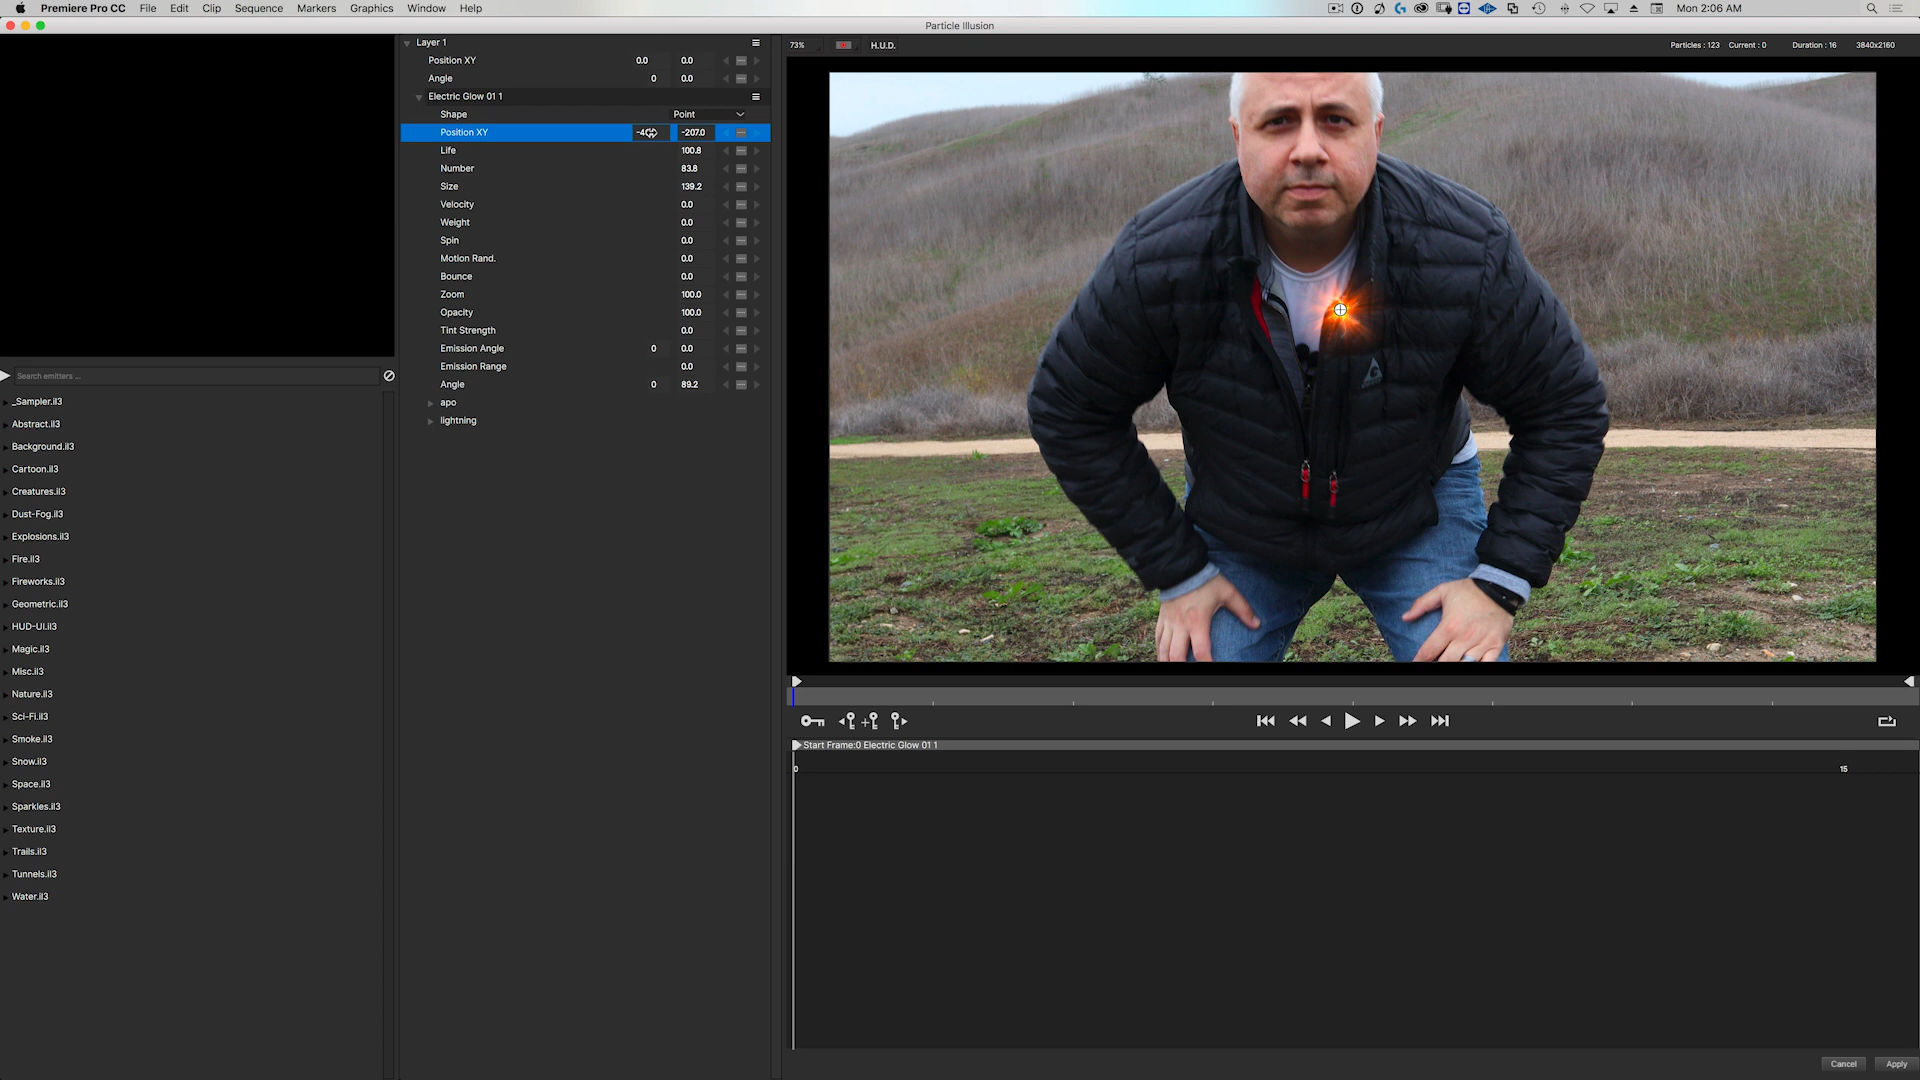 Premiere Pro CC File Edit Clip Sequence Markers Graphics Window Help Mon 2:06 AM
Particle Illusion
Layer 1
Position XY 0.0 0.0
Angle 0 0.0
Electric Glow 01 1
Shape Point
Position XY -207.0
Life 100.8
Number 83.8
Size 139.2
Velocity 0.0
Weight 0.0
Spin 0.0
Motion Rand. 0.0
Bounce 0.0
Zoom 100.0
Opacity 100.0
Tint Strength 0.0
Emission Angle 0 0.0
Emission Range 0.0
Angle 0 89.2
apo
lightning
Search emitters ...
_Sampler.il3
Abstract.il3
Background.il3
Cartoon.il3
Creatures.il3
Dust-Fog.il3
Explosions.il3
Fire.il3
Fireworks.il3
Geometric.il3
HUD-UI.il3
Magic.il3
Misc.il3
Nature.il3
Sci-Fi.il3
Smoke.il3
Snow.il3
Space.il3
Sparkles.il3
Texture.il3
Trails.il3
Tunnels.il3
Water.il3
73% H.U.D. Particles : 123 Current : 0 Duration : 16 3840x2160
Start Frame:0 Electric Glow 01 1
0 15
Cancel Apply